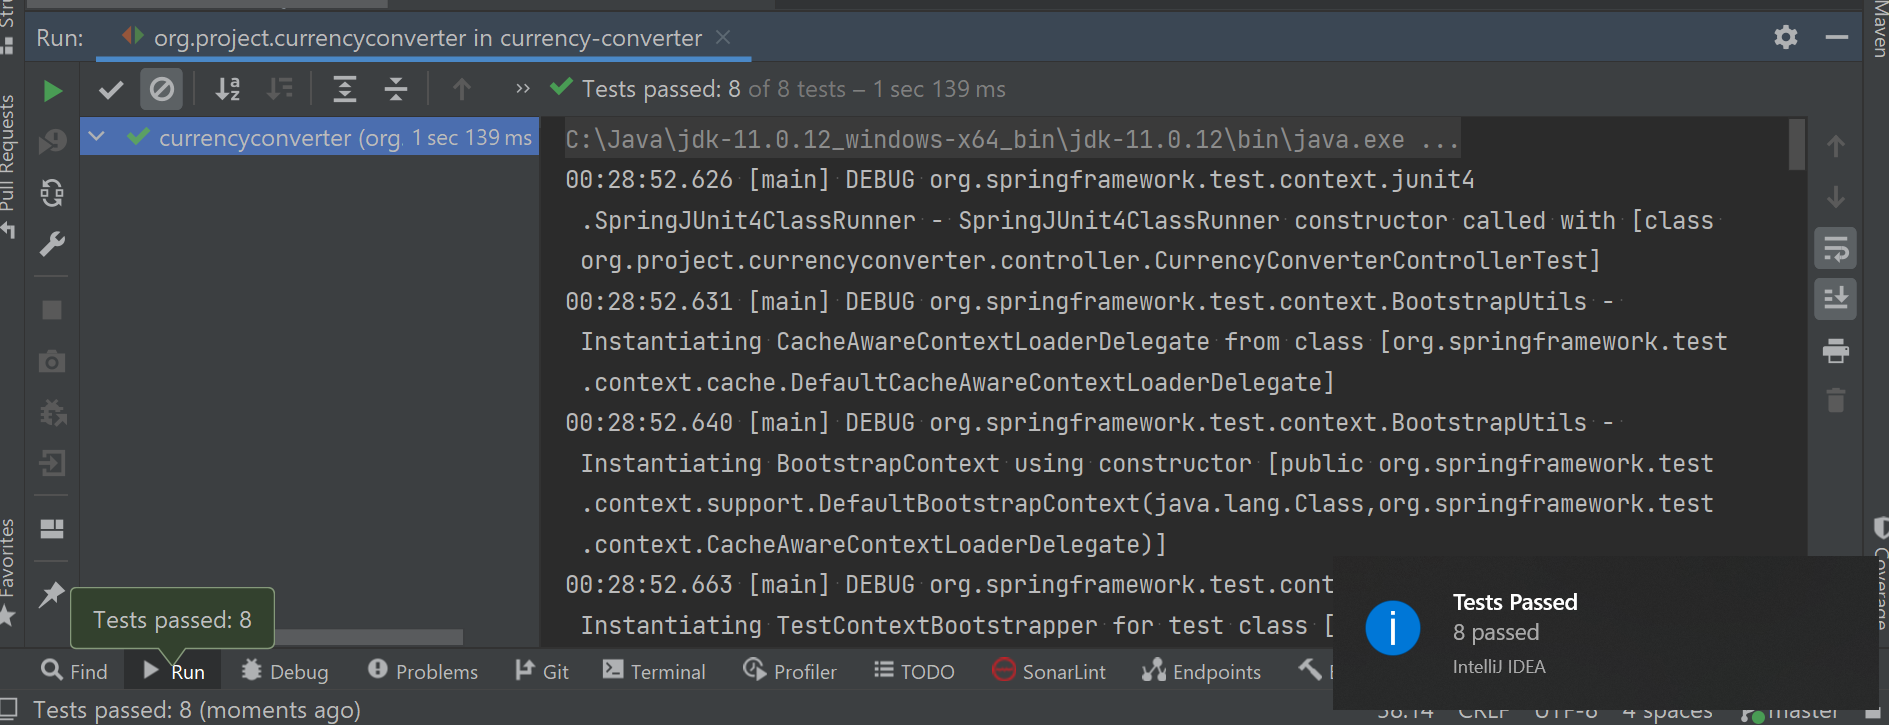 Run:
org.project.currencyconverter in currency-converter
Maven
Pull Requests
Tests passed: 8 of 8 tests – 1 sec 139 ms
currencyconverter (org. 1 sec 139 ms
C:\Java\jdk-11.0.12_windows-x64_bin\jdk-11.0.12\bin\java.exe ...
00:28:52.626 [main] DEBUG org.springframework.test.context.junit4
.SpringJUnit4ClassRunner - SpringJUnit4ClassRunner constructor called with [class
org.project.currencyconverter.controller.CurrencyConverterControllerTest]
00:28:52.631 [main] DEBUG org.springframework.test.context.BootstrapUtils -
Instantiating CacheAwareContextLoaderDelegate from class [org.springframework.test
.context.cache.DefaultCacheAwareContextLoaderDelegate]
00:28:52.640 [main] DEBUG org.springframework.test.context.BootstrapUtils -
Instantiating BootstrapContext using constructor [public org.springframework.test
.context.support.DefaultBootstrapContext(java.lang.Class,org.springframework.test
.context.CacheAwareContextLoaderDelegate)]
00:28:52.663 [main] DEBUG org.springframework.test.cont
Instantiating TestContextBootstrapper for test class [
Favorites
Coverage
Tests passed: 8
Tests Passed
8 passed
IntelliJ IDEA
Find
Run
Debug
Problems
Git
Terminal
Profiler
TODO
SonarLint
Endpoints
Tests passed: 8 (moments ago)
CRLF
UTF-8
4 spaces
master